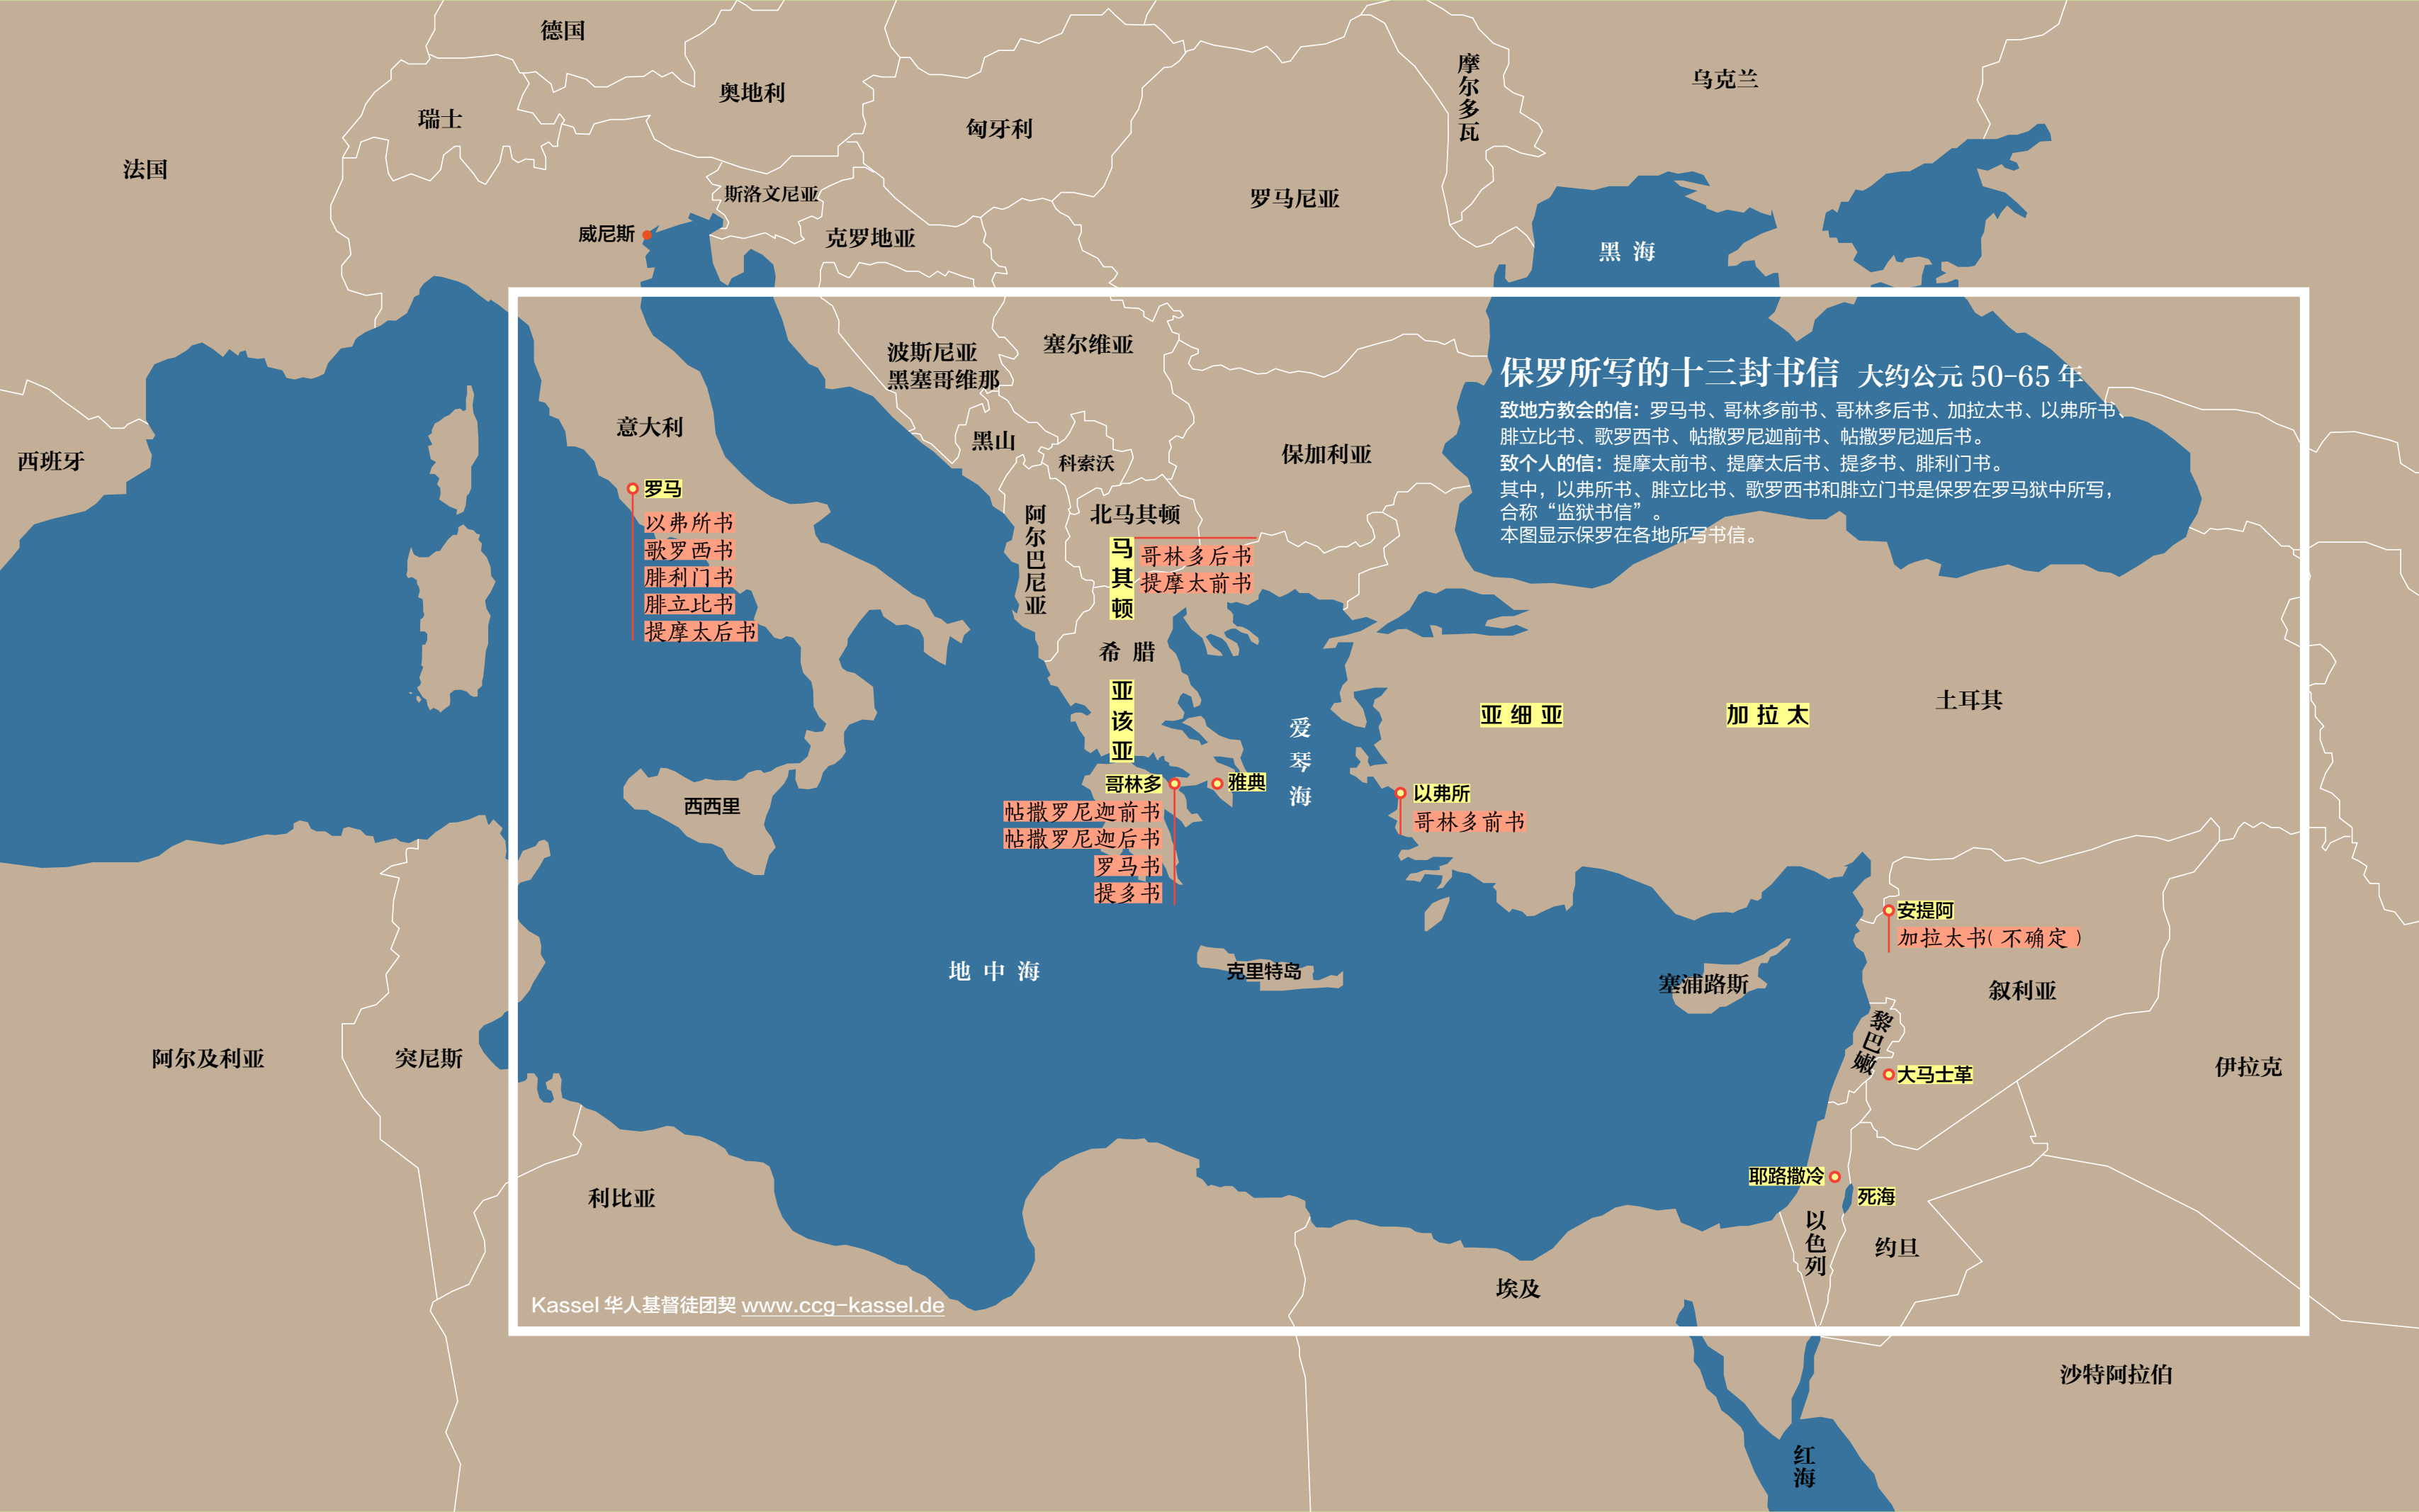 德国
奥地利
瑞士
法国
匈牙利
摩尔多瓦
乌克兰
斯洛文尼亚
罗马尼亚
威尼斯
克罗地亚
黑 海
波斯尼亚
黑塞哥维那
塞尔维亚
保罗所写的十三封书信 大约公元 50-65 年
致地方教会的信：罗马书、哥林多前书、哥林多后书、加拉太书、以弗所书、
腓立比书、歌罗西书、帖撒罗尼迦前书、帖撒罗尼迦后书。
致个人的信：提摩太前书、提摩太后书、提多书、腓利门书。
其中，以弗所书、腓立比书、歌罗西书和腓立门书是保罗在罗马狱中所写，
合称“监狱书信”。
本图显示保罗在各地所写书信。
意大利
黑山
科索沃
保加利亚
西班牙
罗马
以弗所书
歌罗西书
腓利门书
腓立比书
提摩太后书
阿尔巴尼亚
北马其顿
马其顿
哥林多后书
提摩太前书
希 腊
亚该亚
爱琴海
亚 细 亚
加 拉 太
土耳其
西西里
哥林多
雅典
帖撒罗尼迦前书
帖撒罗尼迦后书
罗马书
提多书
以弗所
哥林多前书
安提阿
加拉太书（不确定）
地 中 海
克里特岛
塞浦路斯
叙利亚
黎巴嫩
大马士革
伊拉克
阿尔及利亚
突尼斯
耶路撒冷
死海
利比亚
以色列
约旦
埃及
Kassel 华人基督徒团契 www.ccg-kassel.de
沙特阿拉伯
红海